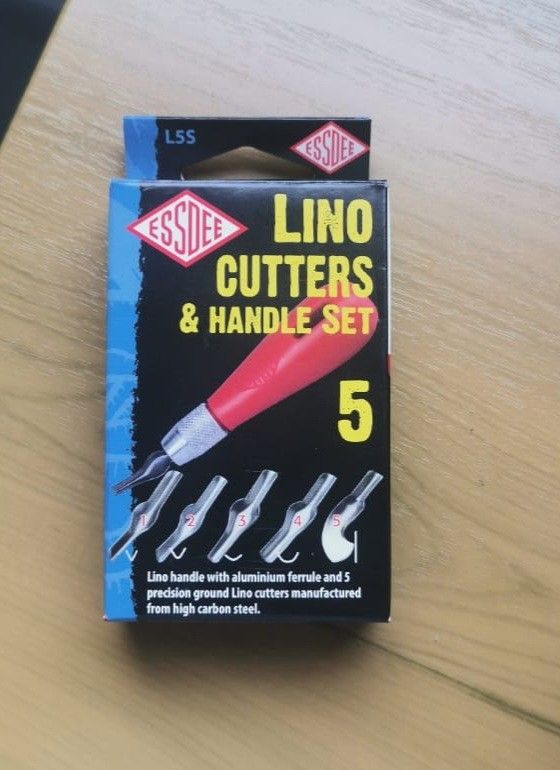 L5S
ESSDEE
ESSDEE
LINO
CUTTERS
& HANDLE SET
5
1 2 3 4 5
Lino handle with aluminium ferrule and 5
precision ground Lino cutters manufactured
from high carbon steel.